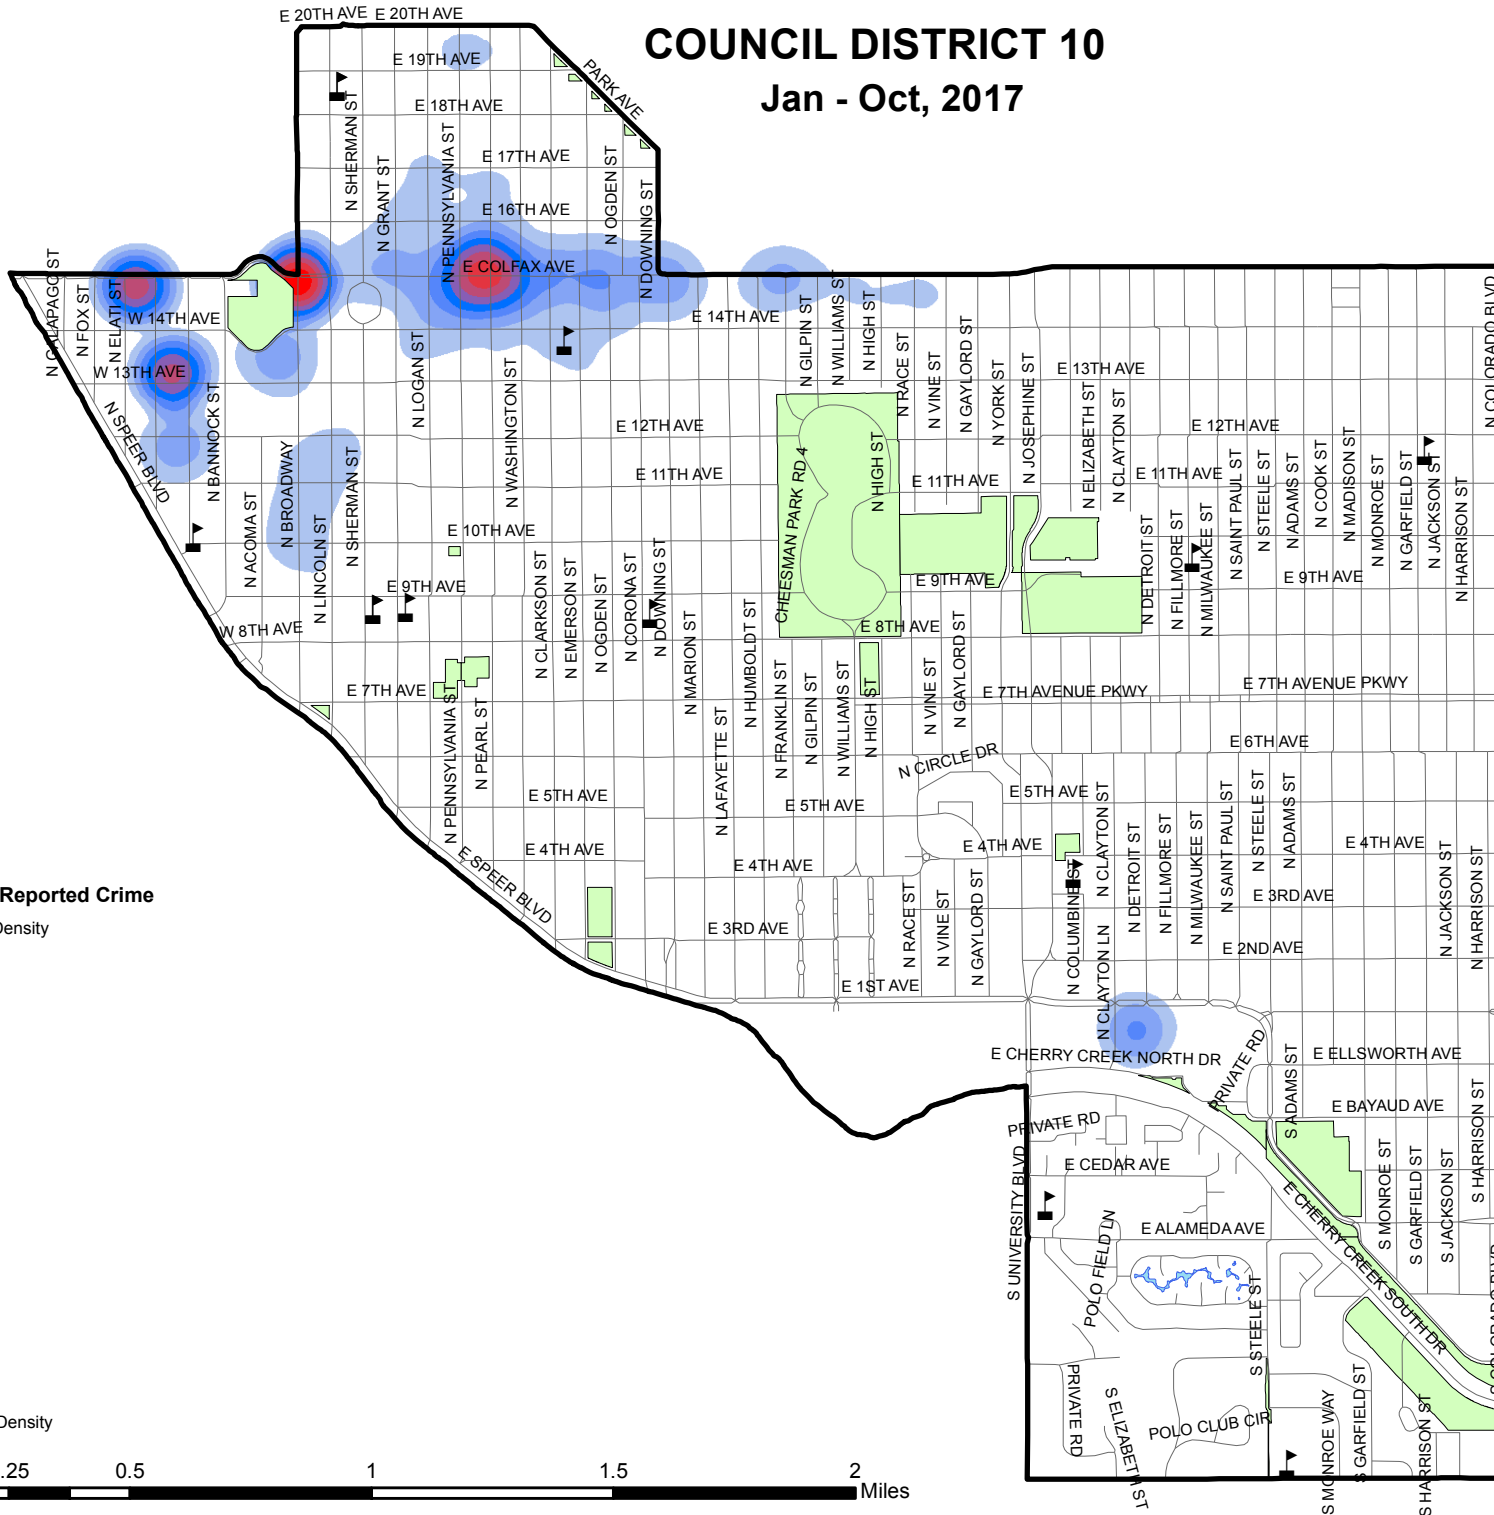 E 20TH AVE
E 20TH AVE
COUNCIL DISTRICT 10
Jan - Oct, 2017
E 19TH AVE
PARK AVE
E 18TH AVE
N SHERMAN ST
N GRANT ST
N PENNSYLVANIA ST
E 17TH AVE
N OGDEN ST
N DOWNING ST
E 16TH AVE
E COLFAX AVE
N GALAPAGO ST
N FOX ST
N ELATI ST
W 14TH AVE
E 14TH AVE
N GILPIN ST
N WILLIAMS ST
N HIGH ST
N COLORADO BLVD
W 13TH AVE
E 13TH AVE
N SPEER BLVD
N BANNOCK ST
N LOGAN ST
N WASHINGTON ST
N RACE ST
N VINE ST
N GAYLORD ST
N YORK ST
N JOSEPHINE ST
N ELIZABETH ST
N CLAYTON ST
E 12TH AVE
E 12TH AVE
N ACOMA ST
N BROADWAY
N LINCOLN ST
N SHERMAN ST
E 11TH AVE
E 11TH AVE
E 11TH AVE
CHEESMAN PARK RD 4
N HIGH ST
N SAINT PAUL ST
N STEELE ST
N ADAMS ST
N COOK ST
N MADISON ST
N MONROE ST
N GARFIELD ST
N JACKSON ST
N HARRISON ST
E 10TH AVE
E 9TH AVE
E 9TH AVE
E 9TH AVE
N DETROIT ST
N FILLMORE ST
N MILWAUKEE ST
N CLARKSON ST
N EMERSON ST
N OGDEN ST
N CORONA ST
N DOWNING ST
W 8TH AVE
E 8TH AVE
N MARION ST
N LAFAYETTE ST
N HUMBOLDT ST
N FRANKLIN ST
N GILPIN ST
N WILLIAMS ST
N HIGH ST
N VINE ST
N GAYLORD ST
E 7TH AVE
E 7TH AVENUE PKWY
E 7TH AVENUE PKWY
N PENNSYLVANIA ST
N PEARL ST
E 6TH AVE
N CIRCLE DR
E 5TH AVE
E 5TH AVE
E 5TH AVE
N CLAYTON ST
N DETROIT ST
N FILLMORE ST
N MILWAUKEE ST
N SAINT PAUL ST
N STEELE ST
N ADAMS ST
E 4TH AVE
E 4TH AVE
E 4TH AVE
E 4TH AVE
E SPEER BLVD
N JACKSON ST
N HARRISON ST
Reported Crime
Density
E 3RD AVE
E 3RD AVE
N RACE ST
N VINE ST
N GAYLORD ST
N COLUMBINE ST
N CLAYTON LN
E 2ND AVE
E 1ST AVE
E CHERRY CREEK NORTH DR
PRIVATE RD
S ADAMS ST
E ELLSWORTH AVE
E BAYAUD AVE
PRIVATE RD
E CEDAR AVE
S UNIVERSITY BLVD
S MONROE ST
S GARFIELD ST
S JACKSON ST
S HARRISON ST
E ALAMEDA AVE
POLO FIELD LN
E CHERRY CREEK SOUTH DR
S STEELE ST
S COLORADO BLVD
PRIVATE RD
S ELIZABETH ST
POLO CLUB CIR
S MONROE WAY
S GARFIELD ST
S HARRISON ST
Density
.25 0.5 1 1.5 2
Miles